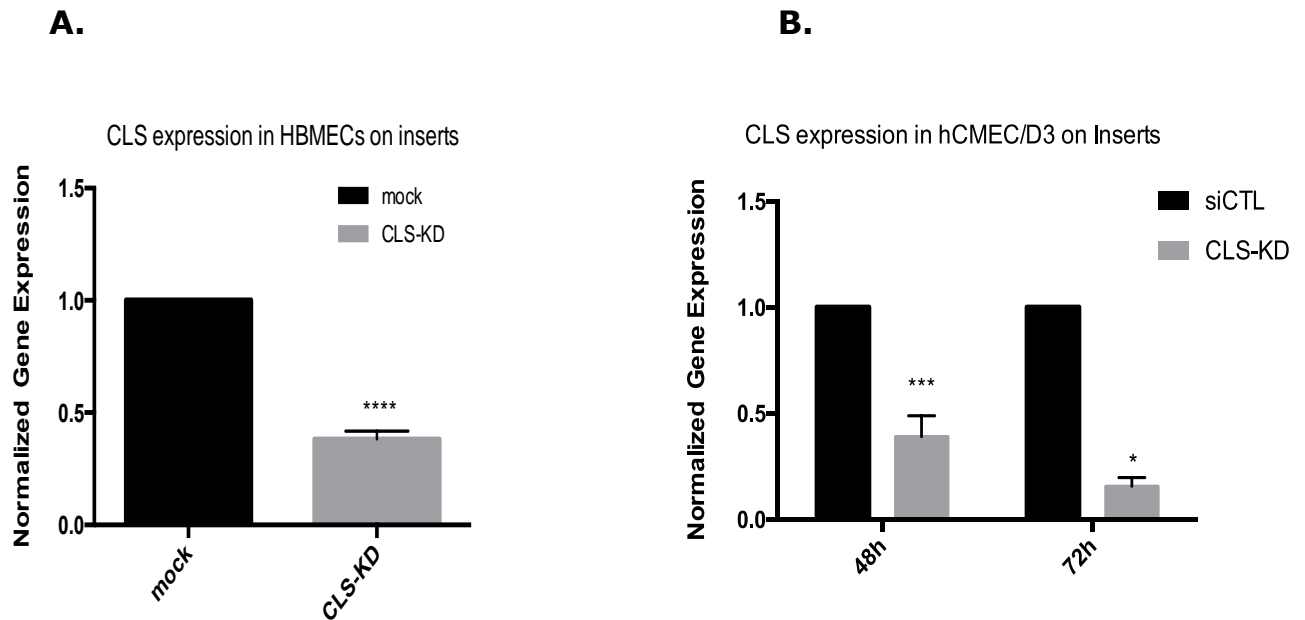 A.
CLS expression in HBMECs on inserts
Normalized Gene Expression
1.5
1.0
0.5
0.0
mock
CLS-KD
****
mock
CLS-KD
B.
CLS expression in hCMEC/D3 on Inserts
Normalized Gene Expression
1.5
1.0
0.5
0.0
siCTL
CLS-KD
***
*
48h
72h